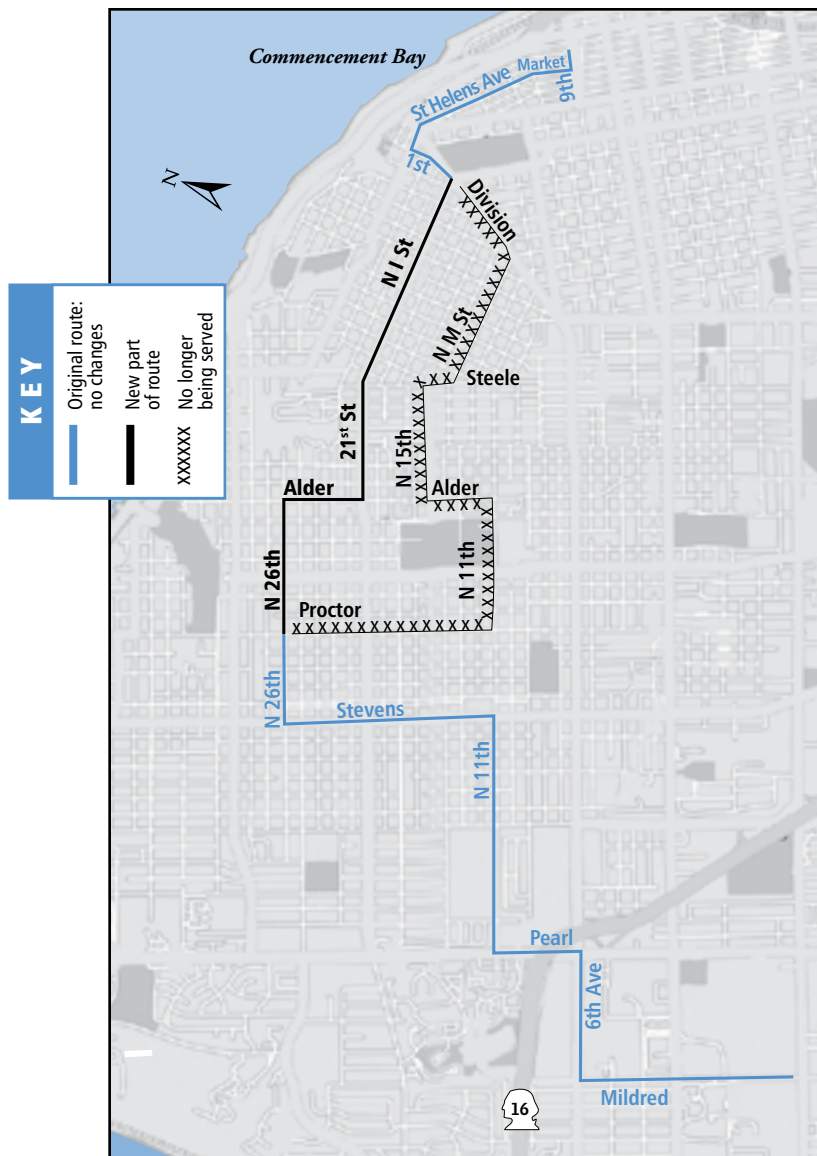 KEY
Original route:
no changes
New part
of route
xxxxxx No longer
being served
Commencement Bay
N
St Helens Ave
Market
9th
1st
Division
N I St
N M St
Steele
21st St
N 15th
Alder
Alder
N 26th
N 11th
Proctor
N 26th
Stevens
N 11th
Pearl
6th Ave
Mildred
16